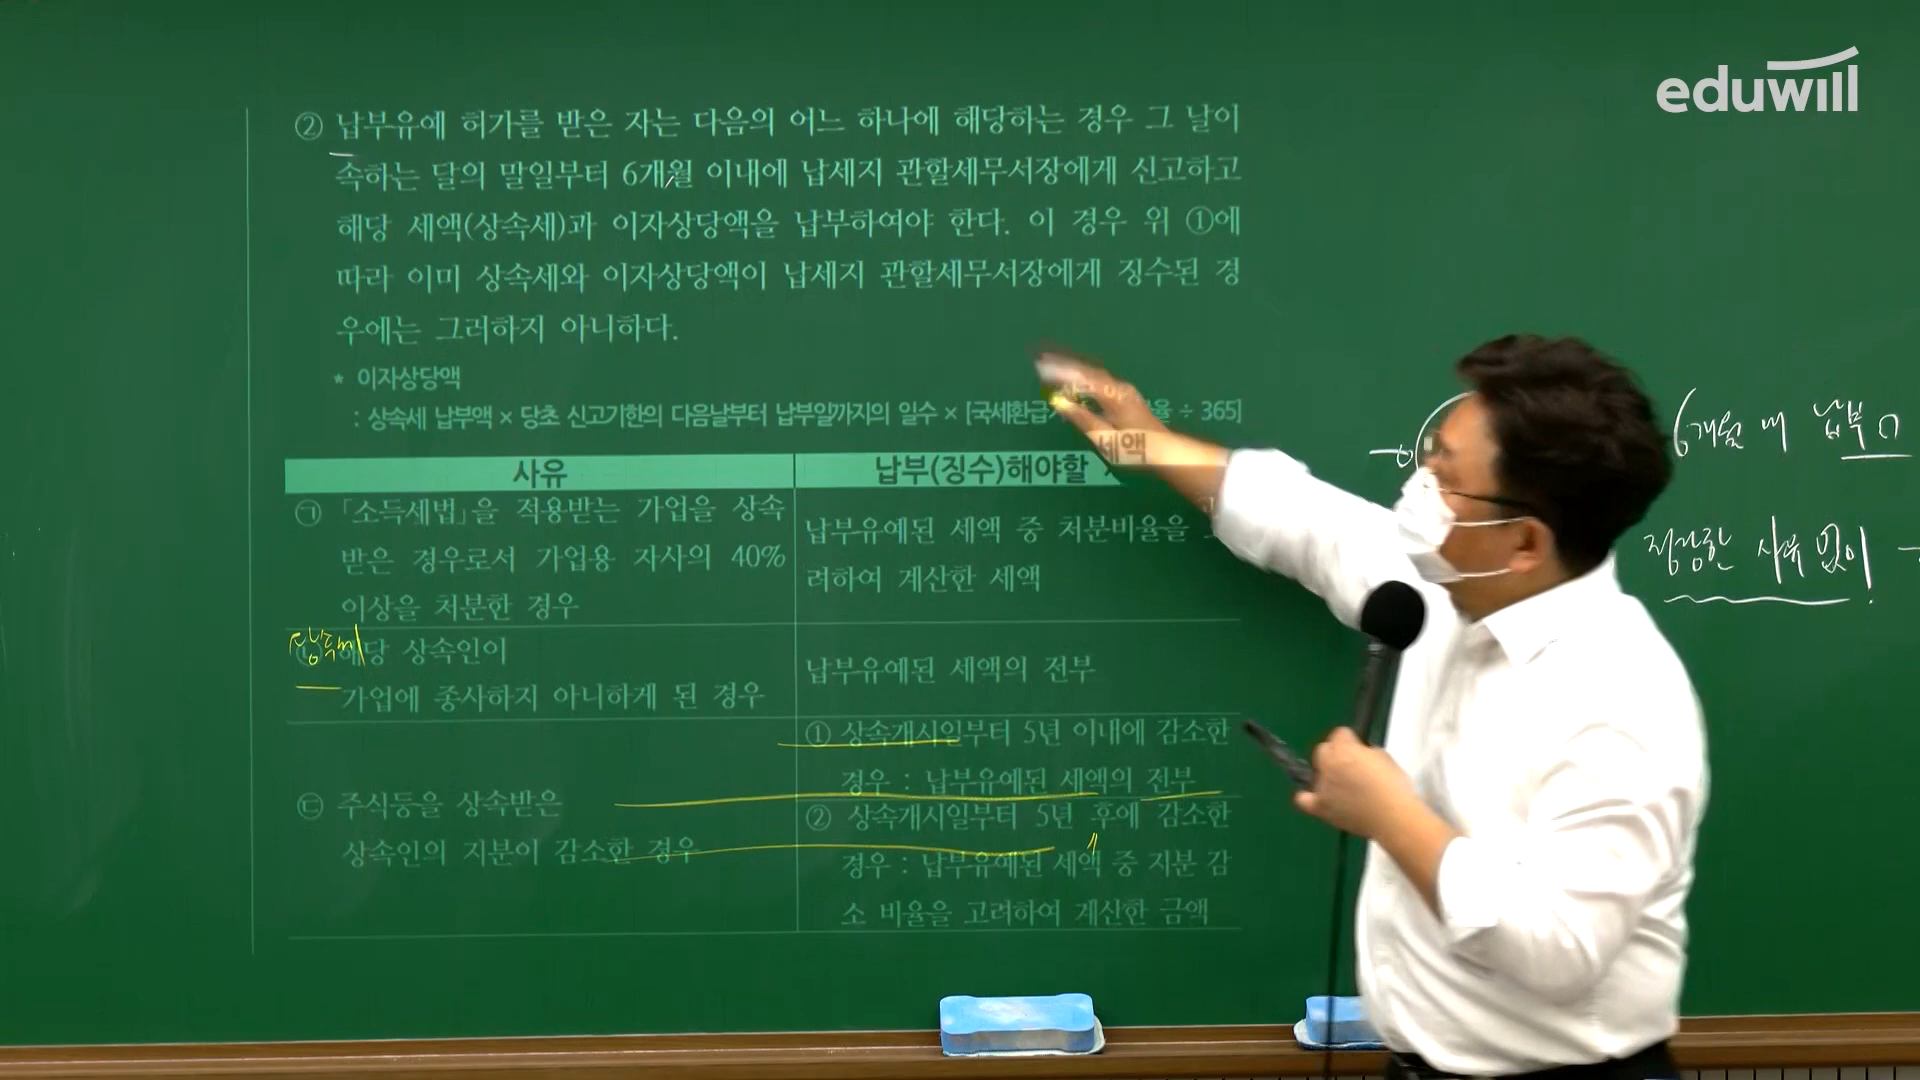 eduwill
② 납부유예 허가를 받은 자는 다음의 어느 하나에 해당하는 경우 그 날이
속하는 달의 말일부터 6개월 이내에 납세지 관할세무서장에게 신고하고
해당 세액(상속세)과 이자상당액을 납부하여야 한다. 이 경우 위 ①에
따라 이미 상속세와 이자상당액이 납세지 관할세무서장에게 징수된 경
우에는 그러하지 아니하다.
* 이자상당액
: 상속세 납부액 × 당초 신고기한의 다음날부터 납부일까지의 일수 × [국세환급 율 ÷ 365]
사유
납부(징수)해야할 세액
㉠ 「소득세법」을 적용받는 가업을 상속
받은 경우로서 가업용 자사의 40%
이상을 처분한 경우
납부유예된 세액 중 처분비율을
려하여 계산한 세액
해당 상속인이
가업에 종사하지 아니하게 된 경우
납부유예된 세액의 전부
㉢ 주식등을 상속받은
상속인의 지분이 감소한 경우
① 상속개시일부터 5년 이내에 감소한
경우 : 납부유예된 세액의 전부
② 상속개시일부터 5년 후에 감소한
경우 : 납부유예된 세액 중 지분 감
소 비율을 고려하여 계산한 금액
6개월 내 납부
정당한 사유 없이!